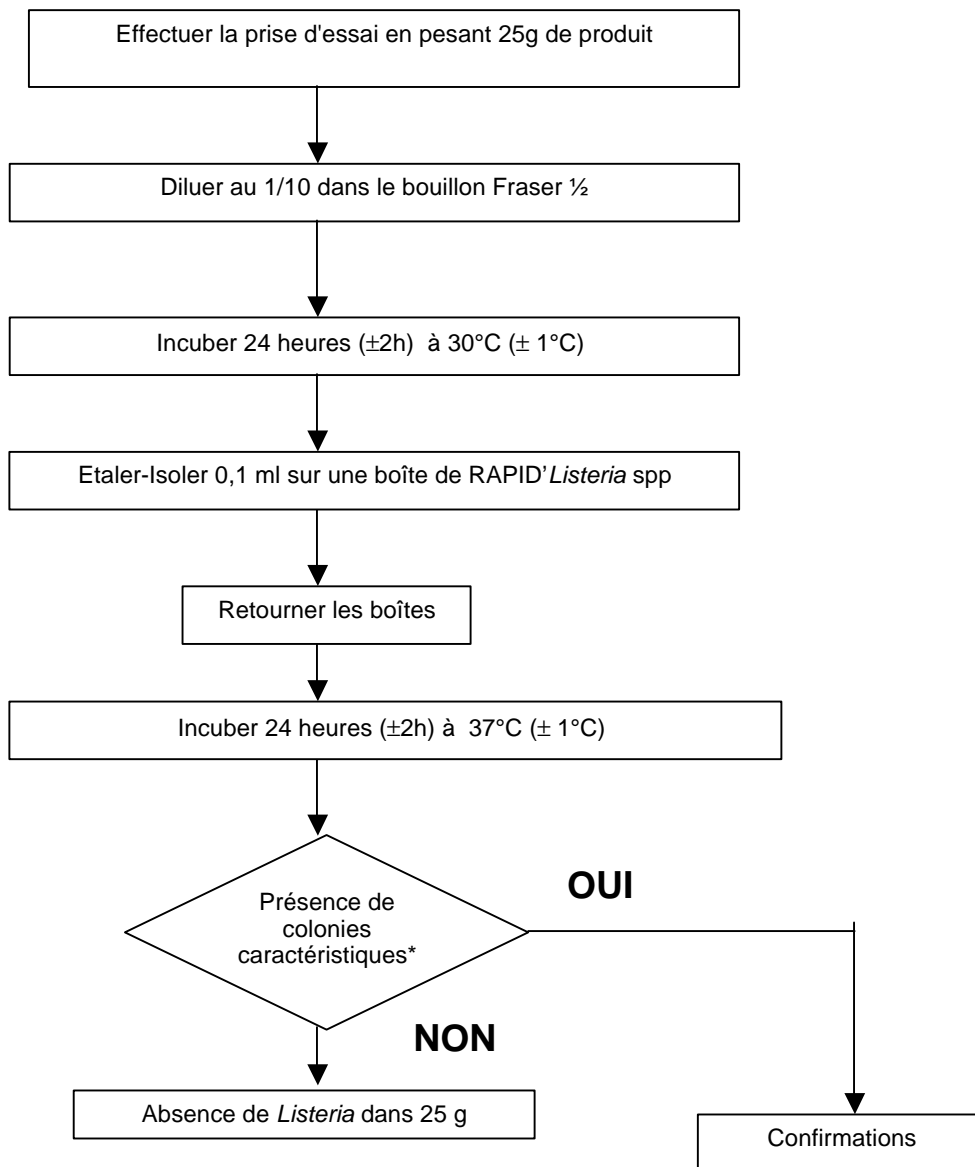 Effectuer la prise d'essai en pesant 25g de produit
Diluer au 1/10 dans le bouillon Fraser ½
Incuber 24 heures (±2h) à 30°C (± 1°C)
Etaler-Isoler 0,1 ml sur une boîte de RAPID'Listeria spp
Retourner les boîtes
Incuber 24 heures (±2h) à 37°C (± 1°C)
Présence de
colonies
caractéristiques*
OUI
NON
Absence de Listeria dans 25 g
Confirmations